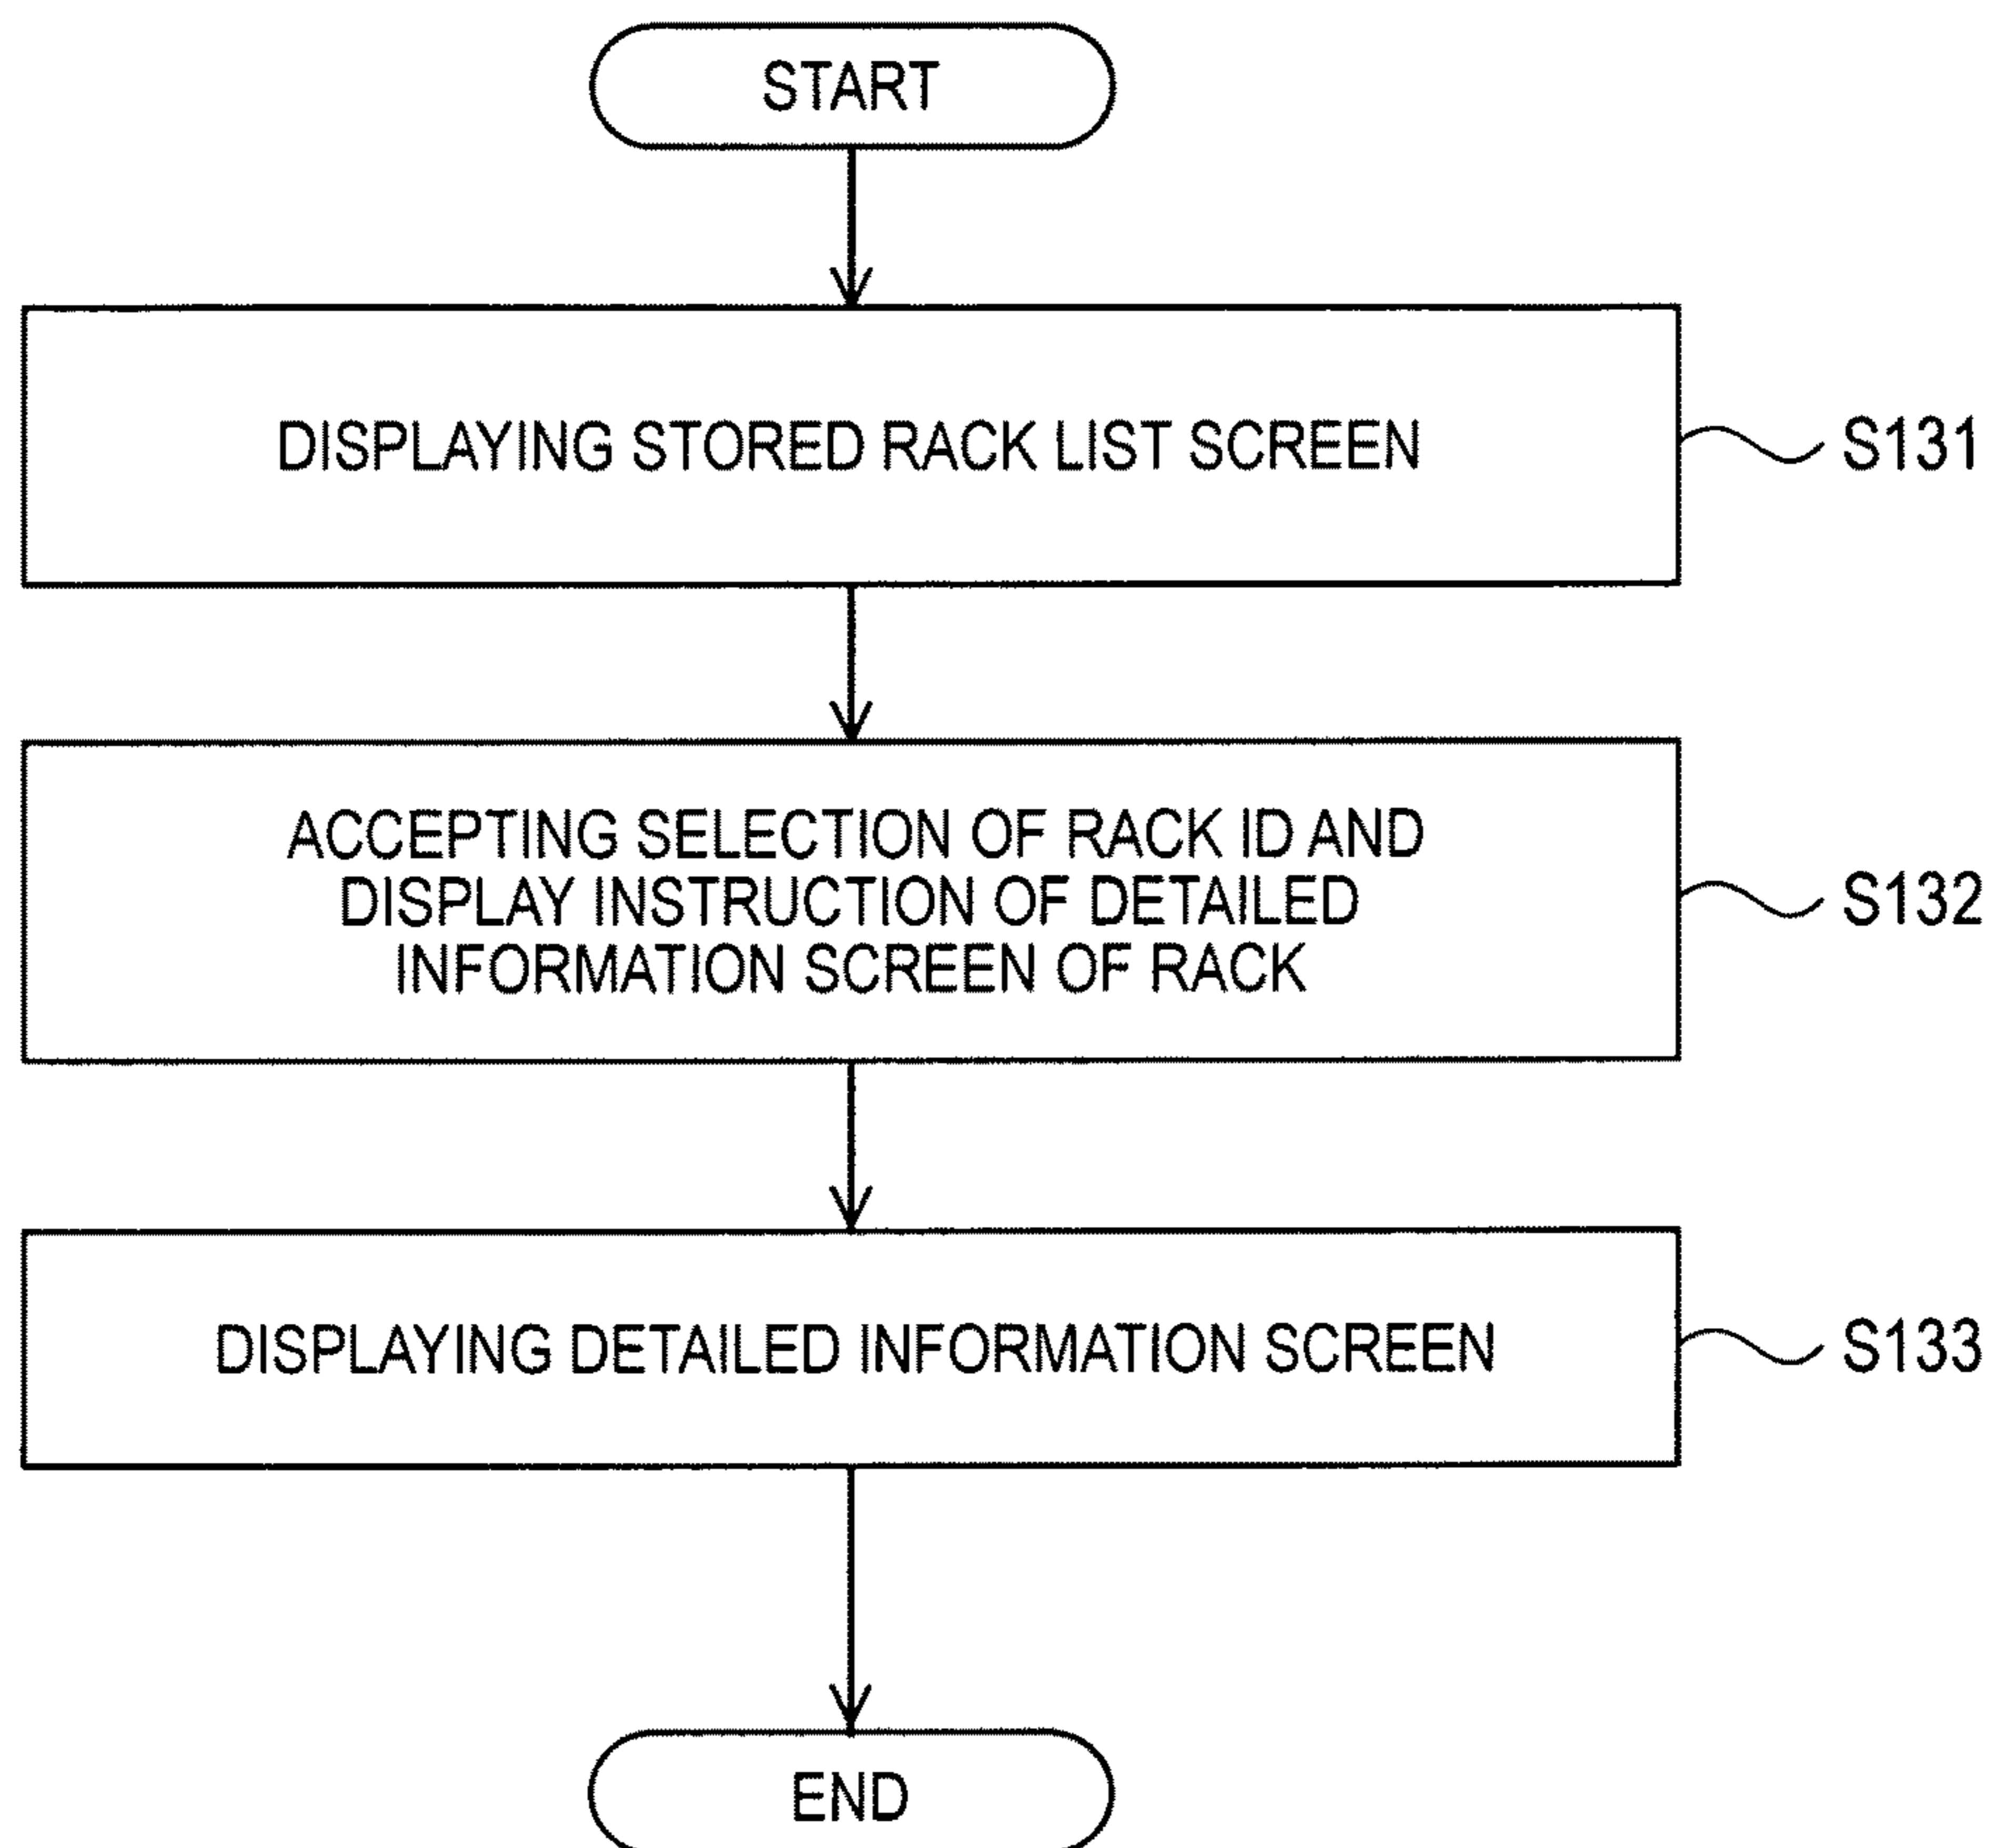 START
DISPLAYING STORED RACK LIST SCREEN
S131
ACCEPTING SELECTION OF RACK ID AND
DISPLAY INSTRUCTION OF DETAILED
INFORMATION SCREEN OF RACK
S132
DISPLAYING DETAILED INFORMATION SCREEN
S133
END